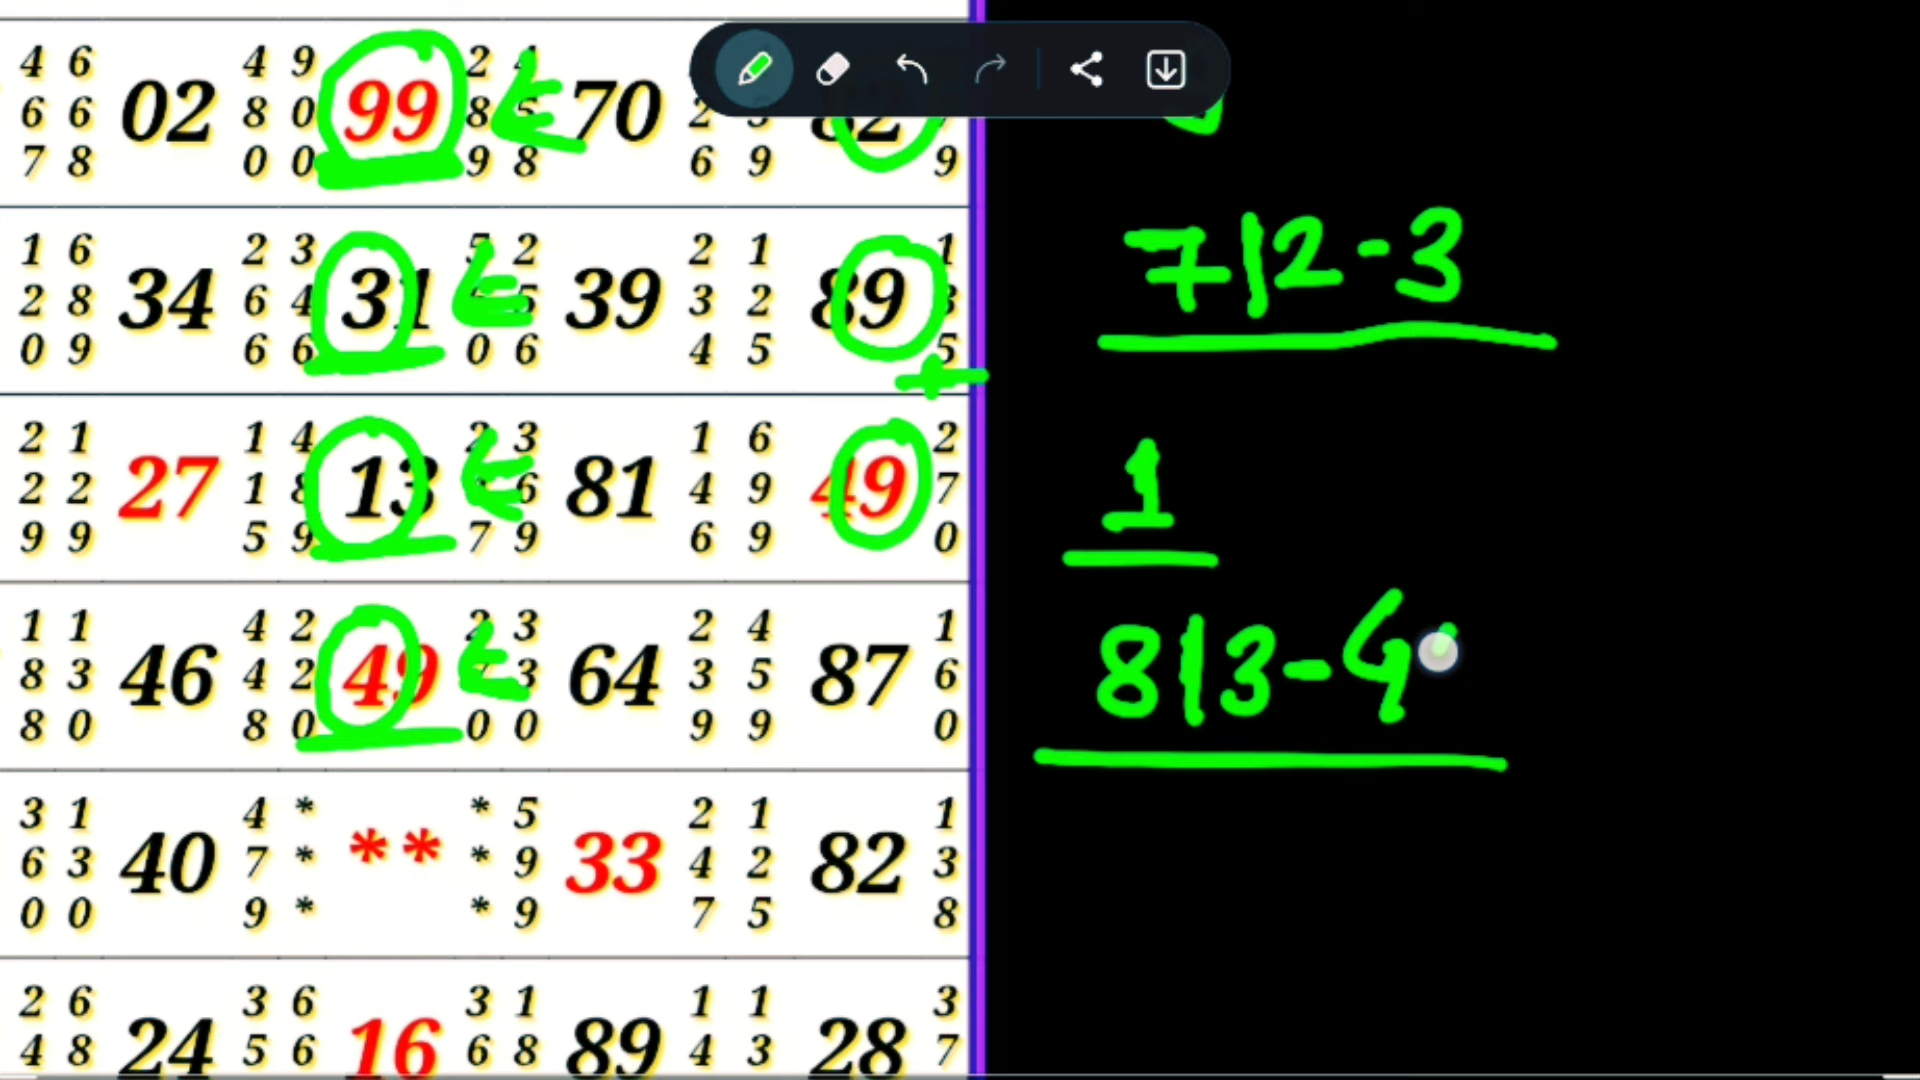 4 6 4 9 2 4
6 6 02 8 0 99 8 5 70 2 5 82
7 8 0 0 9 8 6 9 9
1 6 2 3 5 2 2 1 1
2 8 34 6 4 31 5 39 3 2 89 3
0 9 6 6 0 6 4 5 5
2 1 1 4 2 3 1 6 2
2 2 27 1 8 13 6 81 4 9 49 7
9 9 5 9 7 9 6 9 0
1 1 4 2 2 3 2 4 1
8 3 46 4 2 49 3 64 3 5 87 6
8 0 8 0 0 0 9 9 0
3 1 4 * * 5 2 1 1
6 3 40 7 * ** * 9 33 4 2 82 3
0 0 9 * * 9 7 5 8
2 6 3 6 3 1 1 1 3
4 8 24 5 6 16 6 8 89 4 3 28 7
+
7|2-3
1
8|3-4